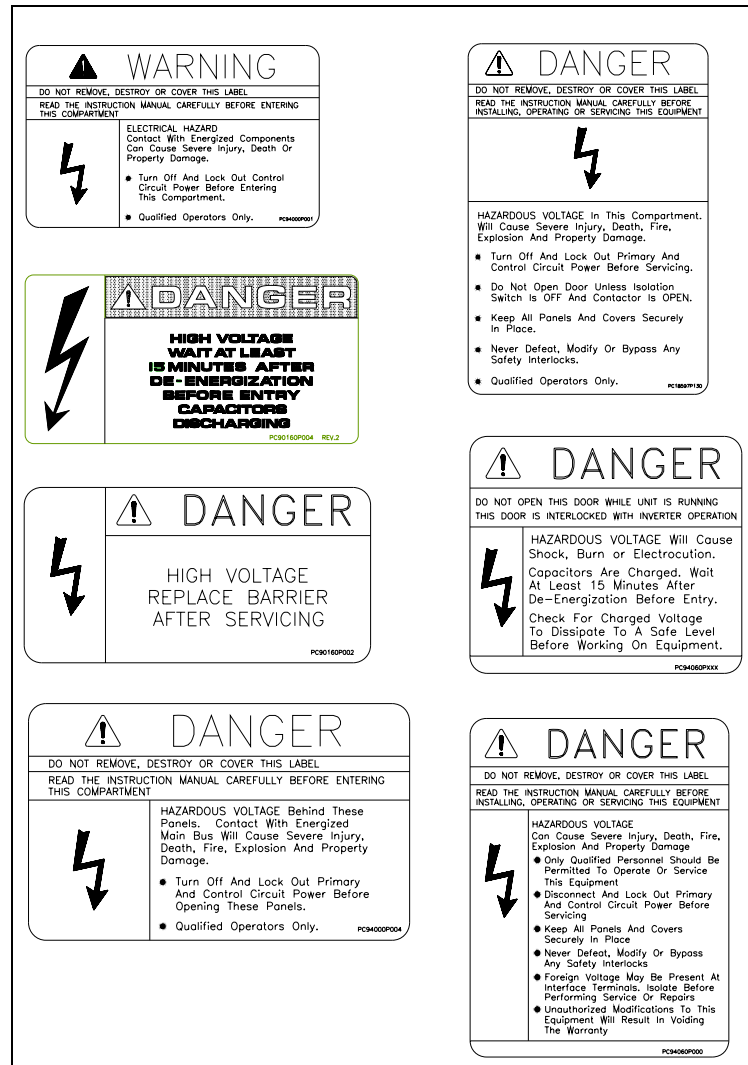 WARNING
DO NOT REMOVE, DESTROY OR COVER THIS LABEL
READ THE INSTRUCTION MANUAL CAREFULLY BEFORE ENTERING
THIS COMPARTMENT
ELECTRICAL HAZARD
Contact With Energized Components
Can Cause Severe Injury, Death Or
Property Damage.
Turn Off And Lock Out Control
Circuit Power Before Entering
This Compartment.
Qualified Operators Only.
PC94000P001
DANGER
HIGH VOLTAGE
WAIT AT LEAST
15 MINUTES AFTER
DE-ENERGIZATION
BEFORE ENTRY
CAPACITORS
DISCHARGING
PC90160P004 REV.2
DANGER
HIGH VOLTAGE
REPLACE BARRIER
AFTER SERVICING
PC90160P002
DANGER
DO NOT REMOVE, DESTROY OR COVER THIS LABEL
READ THE INSTRUCTION MANUAL CAREFULLY BEFORE ENTERING
THIS COMPARTMENT
HAZARDOUS VOLTAGE Behind These
Panels. Contact With Energized
Main Bus Will Cause Severe Injury,
Death, Fire, Explosion And Property
Damage.
Turn Off And Lock Out Primary
And Control Circuit Power Before
Opening These Panels.
Qualified Operators Only.
PC94000P004
DANGER
DO NOT REMOVE, DESTROY OR COVER THIS LABEL
READ THE INSTRUCTION MANUAL CAREFULLY BEFORE
INSTALLING, OPERATING OR SERVICING THIS EQUIPMENT
HAZARDOUS VOLTAGE In This Compartment.
Will Cause Severe Injury, Death, Fire,
Explosion And Property Damage.
Turn Off And Lock Out Primary And
Control Circuit Power Before Servicing.
Do Not Open Door Unless Isolation
Switch Is OFF And Contactor Is OPEN.
Keep All Panels And Covers Securely
In Place.
Never Defeat, Modify Or Bypass Any
Safety Interlocks.
Qualified Operators Only.
PC18597P130
DANGER
DO NOT OPEN THIS DOOR WHILE UNIT IS RUNNING
THIS DOOR IS INTERLOCKED WITH INVERTER OPERATION
HAZARDOUS VOLTAGE Will Cause
Shock, Burn or Electrocution.
Capacitors Are Charged. Wait
At Least 15 Minutes After
De-Energization Before Entry.
Check For Charged Voltage
To Dissipate To A Safe Level
Before Working On Equipment.
PC94060PXXX
DANGER
DO NOT REMOVE, DESTROY OR COVER THIS LABEL
READ THE INSTRUCTION MANUAL CAREFULLY BEFORE
INSTALLING, OPERATING OR SERVICING THIS EQUIPMENT
HAZARDOUS VOLTAGE
Can Cause Severe Injury, Death, Fire,
Explosion And Property Damage
Only Qualified Personnel Should Be
Permitted To Operate Or Service
This Equipment
Disconnect And Lock Out Primary
And Control Circuit Power Before
Servicing
Keep All Panels And Covers
Securely In Place
Never Defeat, Modify Or Bypass
Any Safety Interlocks
Foreign Voltage May Be Present At
Interface Terminals. Isolate Before
Performing Service Or Repairs
Unauthorized Modifications To This
Equipment Will Result In Voiding
The Warranty
PC94060P000